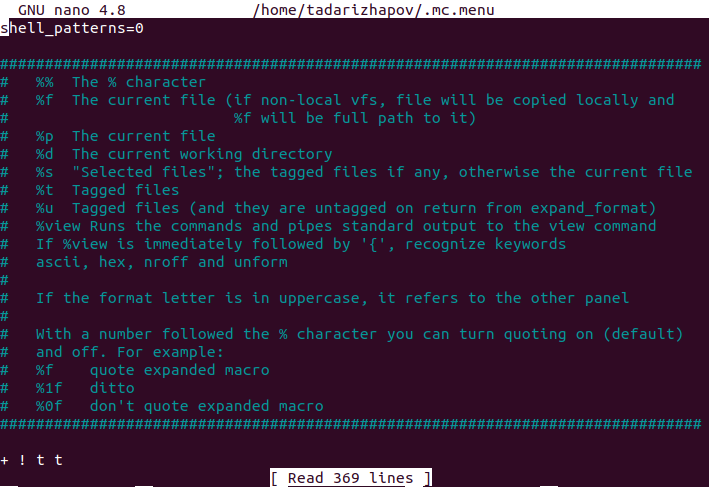 GNU nano 4.8 /home/tadarizhapov/.mc.menu
shell_patterns=0
##############################################################################
# %% The % character
# %f The current file (if non-local vfs, file will be copied locally and
# %f will be full path to it)
# %p The current file
# %d The current working directory
# %s "Selected files"; the tagged files if any, otherwise the current file
# %t Tagged files
# %u Tagged files (and they are untagged on return from expand_format)
# %view Runs the commands and pipes standard output to the view command
# If %view is immediately followed by '{', recognize keywords
# ascii, hex, nroff and unform
#
# If the format letter is in uppercase, it refers to the other panel
#
# With a number followed the % character you can turn quoting on (default)
# and off. For example:
# %f quote expanded macro
# %1f ditto
# %0f don't quote expanded macro
##############################################################################
+ ! t t
[ Read 369 lines ]